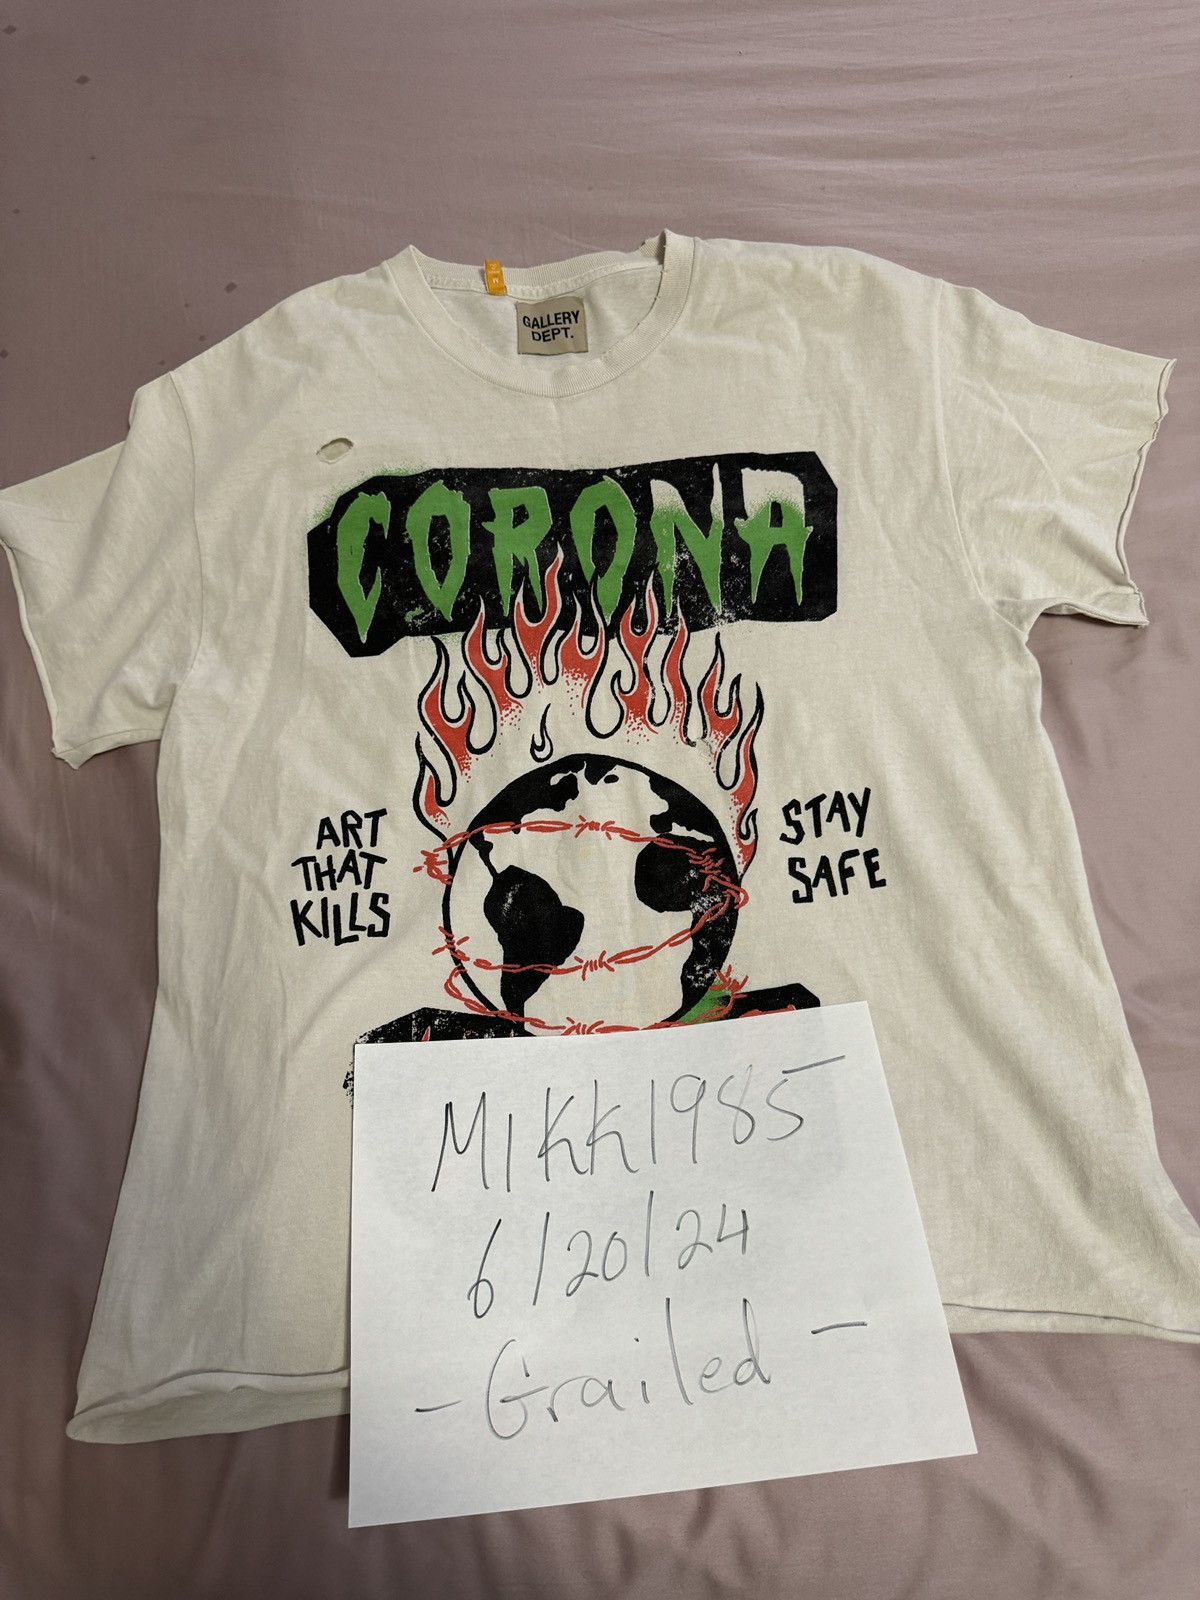 GALLERY
DEPT.
M
CORONA
ART
THAT
KILLS
STAY
SAFE
MIKK1985
6/20/24
- Grailed -